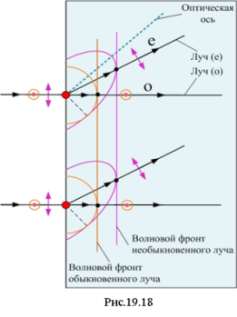 Оптическая
ось
Луч (e)
Луч (o)
e
o
Волновой фронт
необыкновенного луча
Волновой фронт
обыкновенного луча
Рис.19.18